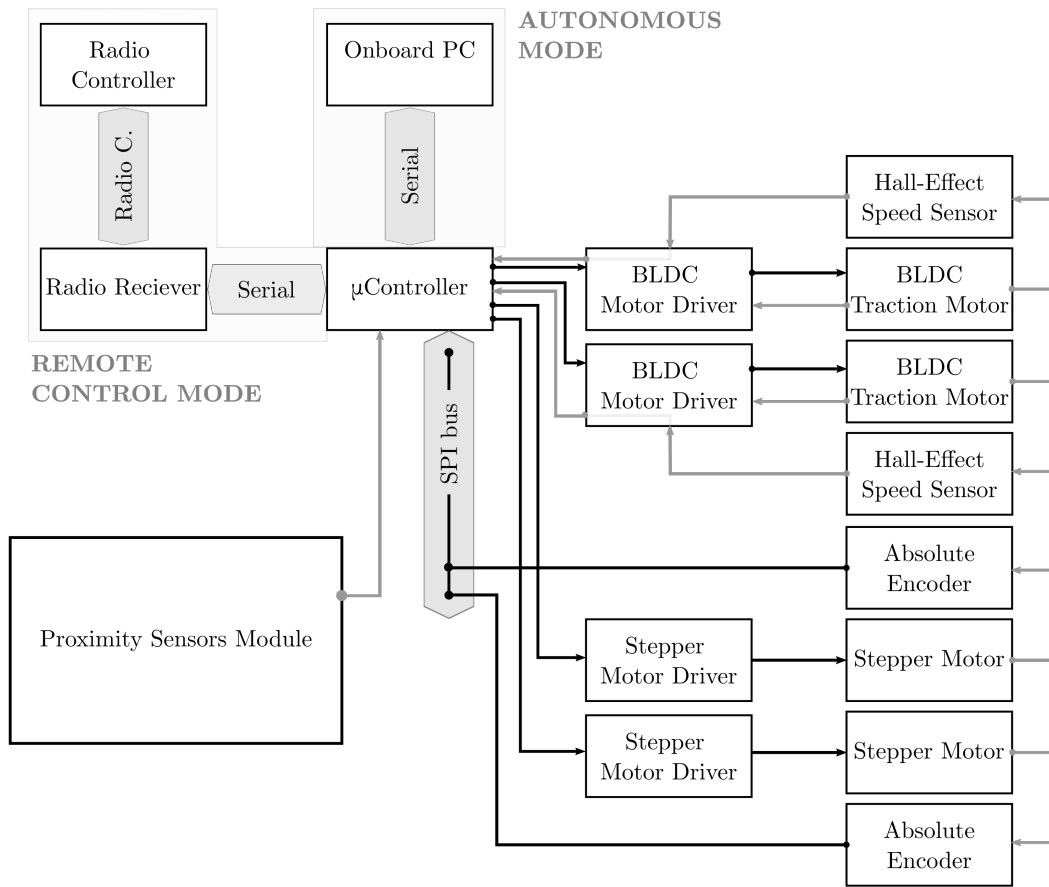 AUTONOMOUS
MODE
Radio
Controller
Onboard PC
Radio C.
Serial
Hall-Effect
Speed Sensor
Radio Reciever
Serial
µController
BLDC
Motor Driver
BLDC
Traction Motor
REMOTE
CONTROL MODE
BLDC
Motor Driver
BLDC
Traction Motor
SPI bus
Hall-Effect
Speed Sensor
Absolute
Encoder
Proximity Sensors Module
Stepper
Motor Driver
Stepper Motor
Stepper
Motor Driver
Stepper Motor
Absolute
Encoder